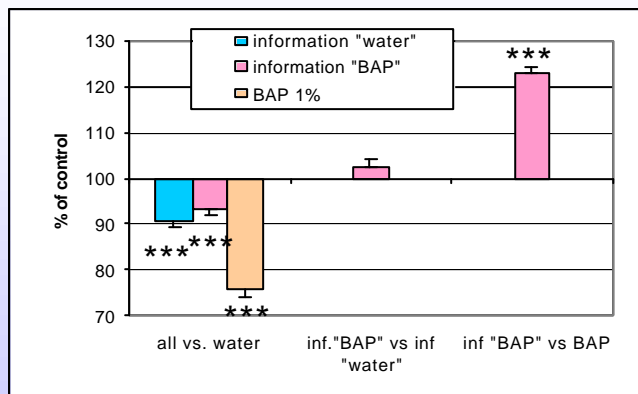 information "water"
information "BAP"
BAP 1%
% of control
130
120
110
100
90
80
70
***
***
***
***
all vs. water
inf."BAP" vs inf
"water"
inf "BAP" vs BAP